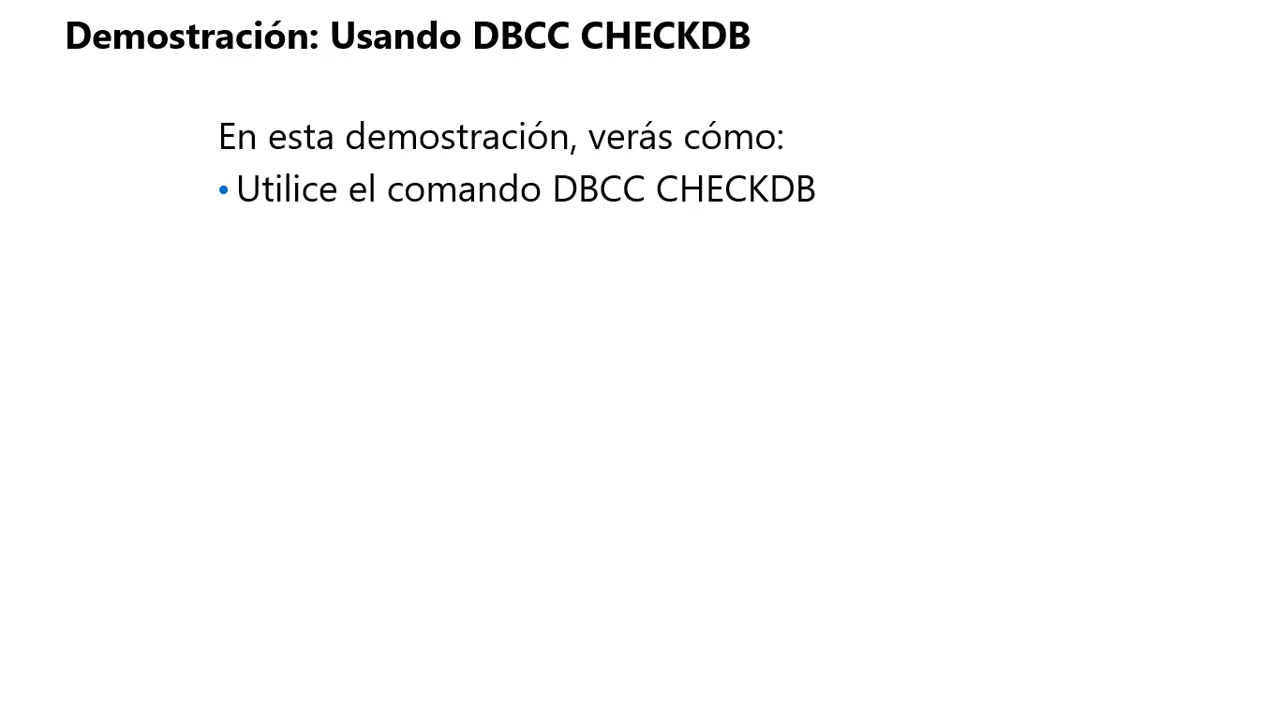 Demostración: Usando DBCC CHECKDB
En esta demostración, verás cómo:
• Utilice el comando DBCC CHECKDB